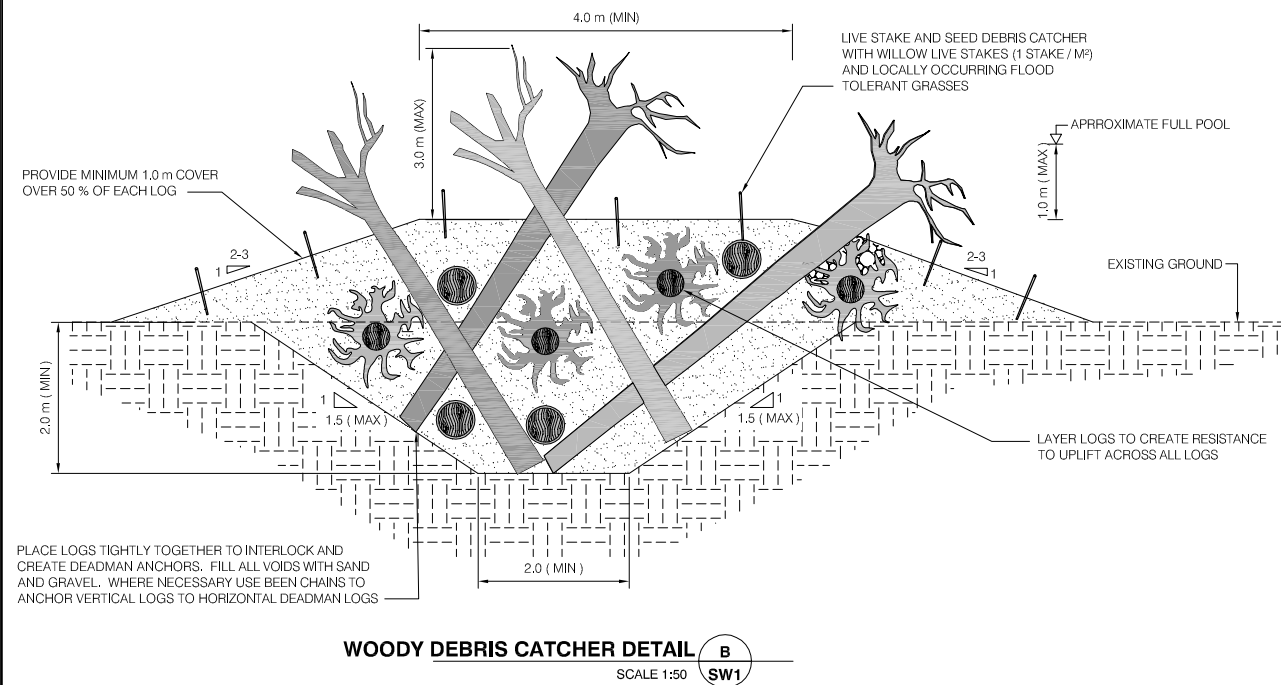 4.0 m (MIN)
LIVE STAKE AND SEED DEBRIS CATCHER
WITH WILLOW LIVE STAKES (1 STAKE / M²)
AND LOCALLY OCCURRING FLOOD
TOLERANT GRASSES
3.0 m (MAX)
APRROXIMATE FULL POOL
1.0 m ( MAX )
PROVIDE MINIMUM 1.0 m COVER
OVER 50 % OF EACH LOG
2-3
1
2-3
1
EXISTING GROUND
2.0 m ( MIN )
1
1.5 ( MAX )
1
1.5 ( MAX )
LAYER LOGS TO CREATE RESISTANCE
TO UPLIFT ACROSS ALL LOGS
PLACE LOGS TIGHTLY TOGETHER TO INTERLOCK AND
CREATE DEADMAN ANCHORS. FILL ALL VOIDS WITH SAND
AND GRAVEL. WHERE NECESSARY USE BEEN CHAINS TO
ANCHOR VERTICAL LOGS TO HORIZONTAL DEADMAN LOGS
2.0 ( MIN )
WOODY DEBRIS CATCHER DETAIL
B
SCALE 1:50
SW1